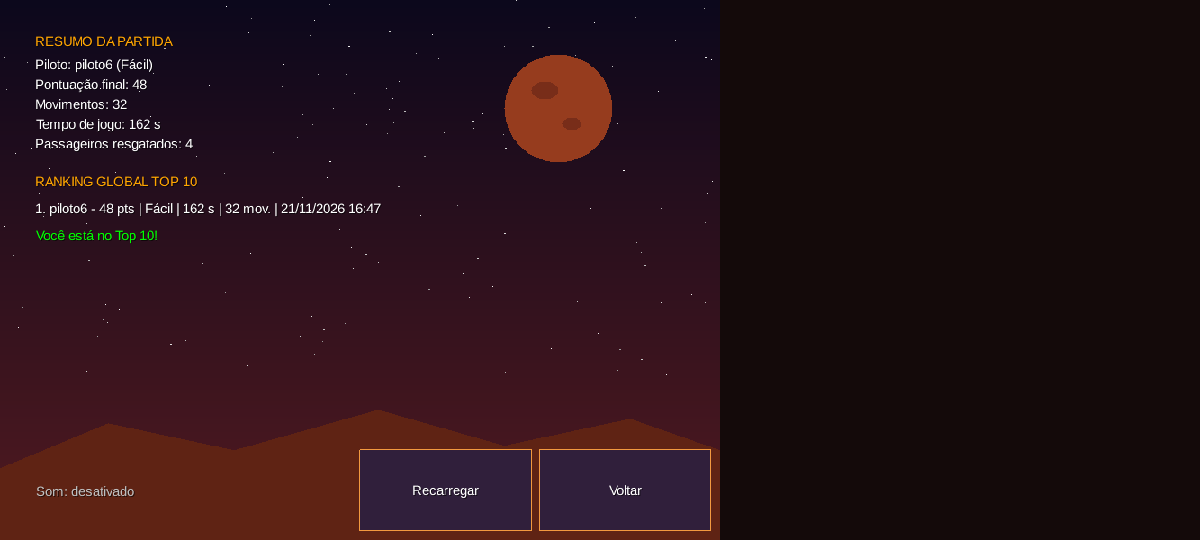 RESUMO DA PARTIDA
Piloto: piloto6 (Fácil)
Pontuação final: 48
Movimentos: 32
Tempo de jogo: 162 s
Passageiros resgatados: 4
RANKING GLOBAL TOP 10
1. piloto6 - 48 pts | Fácil | 162 s | 32 mov. | 21/11/2026 16:47
Você está no Top 10!
Som: desativado
Recarregar
Voltar